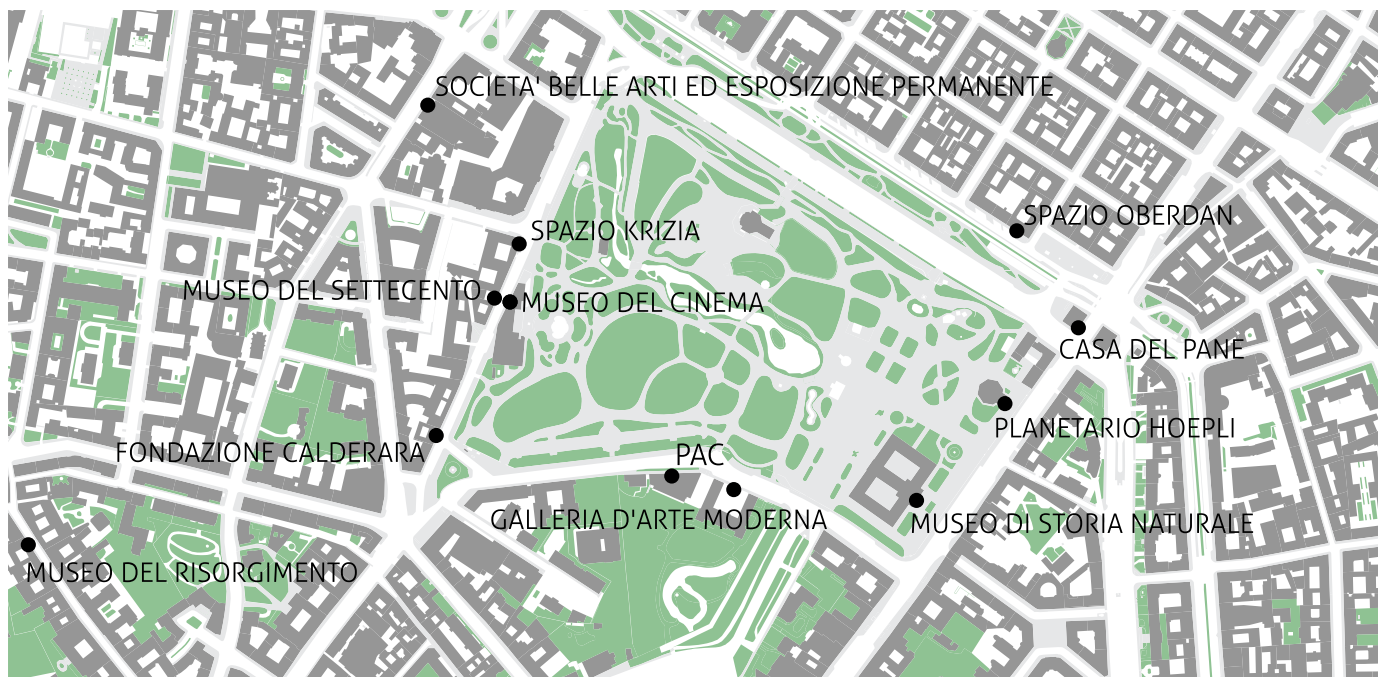 SOCIETA' BELLE ARTI ED ESPOSIZIONE PERMANENTE
SPAZIO OBERDAN
SPAZIO KRIZIA
MUSEO DEL SETTECENTO
MUSEO DEL CINEMA
CASA DEL PANE
PLANETARIO HOEPLI
FONDAZIONE CALDERARA
PAC
GALLERIA D'ARTE MODERNA
MUSEO DI STORIA NATURALE
MUSEO DEL RISORGIMENTO